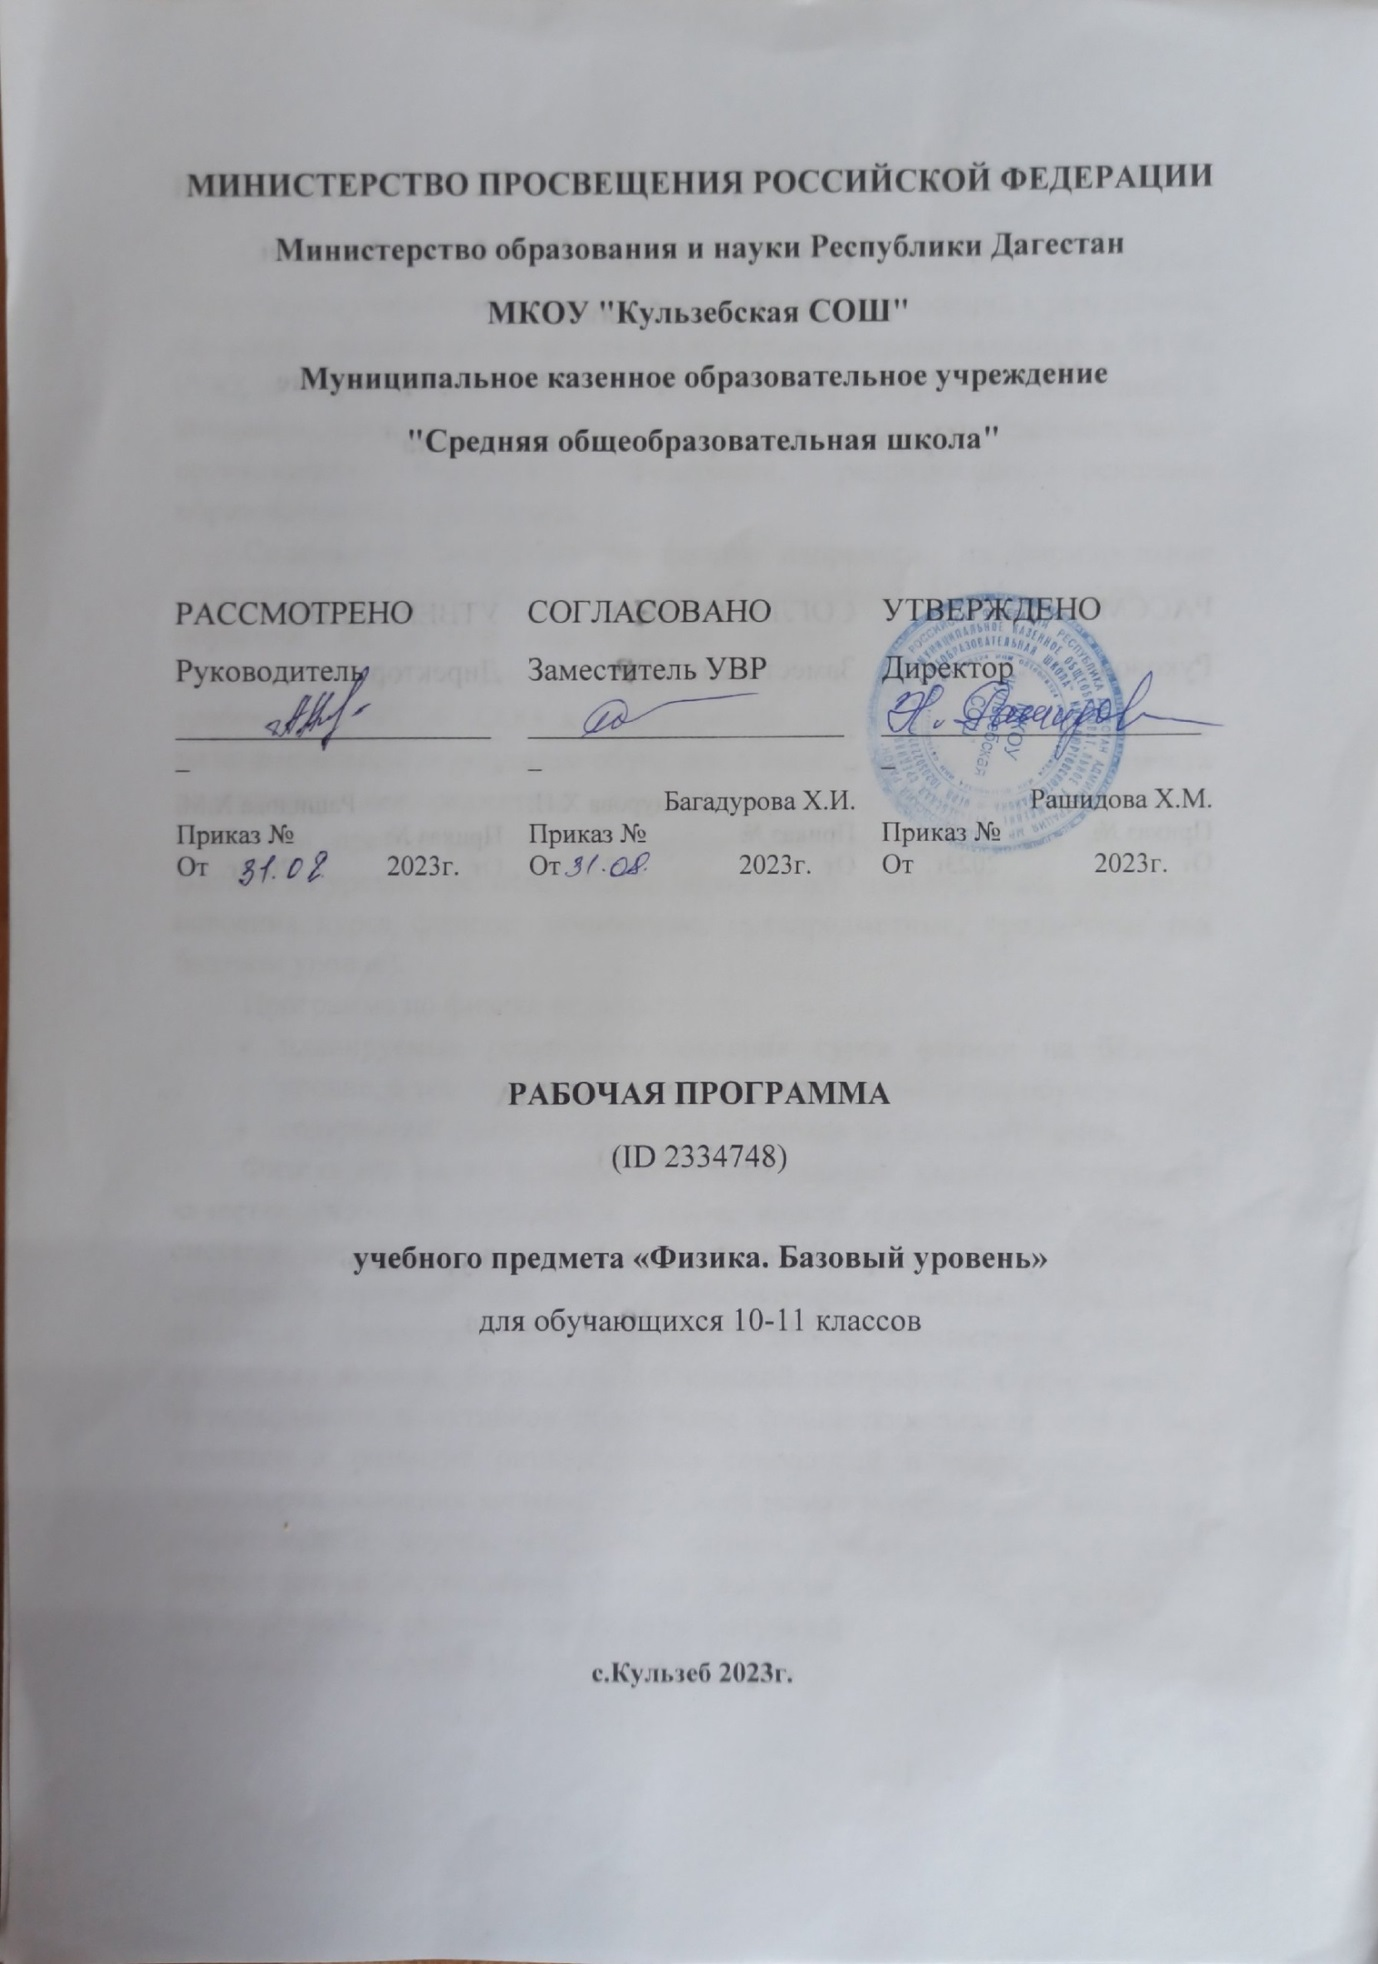 МИНИСТЕРСТВО ПРОСВЕЩЕНИЯ РОССИЙСКОЙ ФЕДЕРАЦИИ
Министерство образования и науки Республики Дагестан
МКОУ "Кульзебская СОШ"
Муниципальное казенное образовательное учреждение
"Средняя общеобразовательная школа"
РАССМОТРЕНО СОГЛАСОВАНО УТВЕРЖДЕНО
Руководитель Заместитель УВР Директор
Багадурова Х.И. Рашидова Х.М.
Приказ № Приказ № Приказ №
От 31.08 2023г. От 31.08. 2023г. От 2023г.
РАБОЧАЯ ПРОГРАММА
(ID 2334748)
учебного предмета «Физика. Базовый уровень»
для обучающихся 10-11 классов
с.Кульзеб 2023г.